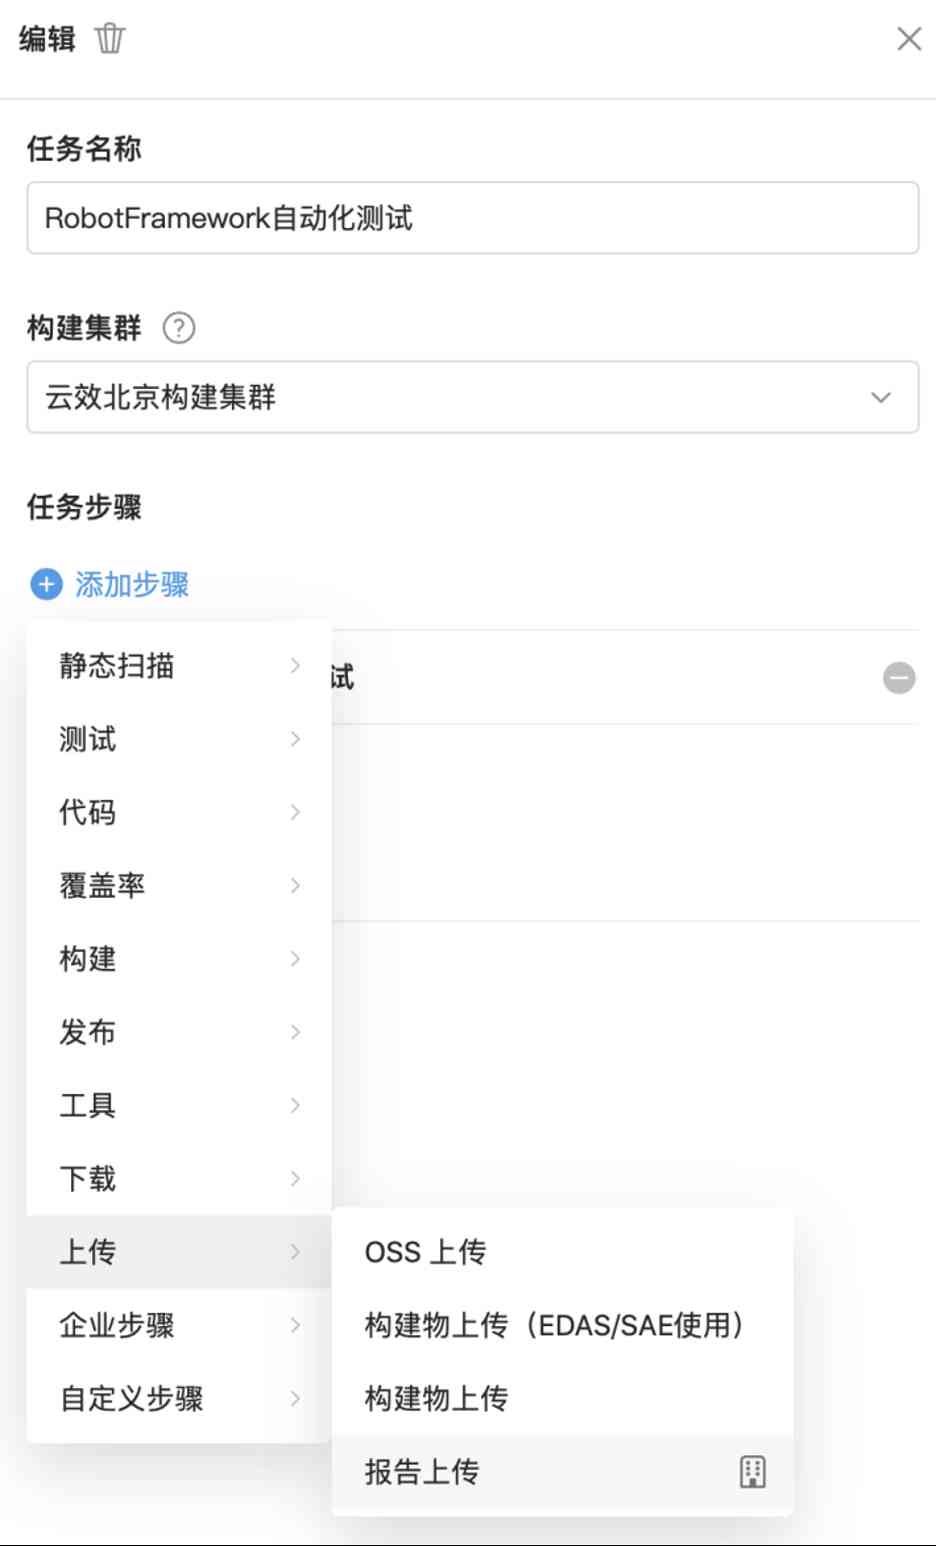 编辑
任务名称
RobotFramework自动化测试
构建集群
云效北京构建集群
任务步骤
添加步骤
静态扫描
试
测试
代码
覆盖率
构建
发布
工具
下载
上传
OSS 上传
企业步骤
构建物上传（EDAS/SAE使用）
自定义步骤
构建物上传
报告上传